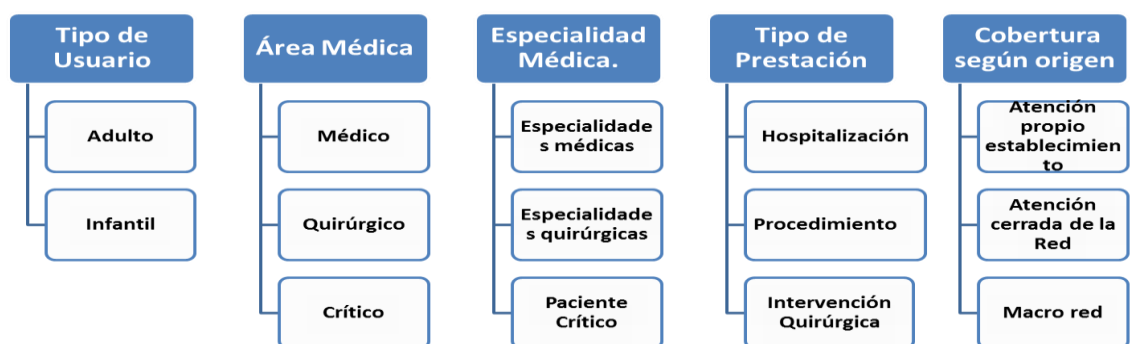 Tipo de
Usuario
Adulto
Infantil
Área Médica
Médico
Quirúrgico
Crítico
Especialidad
Médica.
Especialidade
s médicas
Especialidade
s quirúrgicas
Paciente
Crítico
Tipo de
Prestación
Hospitalización
Procedimiento
Intervención
Quirúrgica
Cobertura
según origen
Atención
propio
establecimien
to
Atención
cerrada de la
Red
Macro red